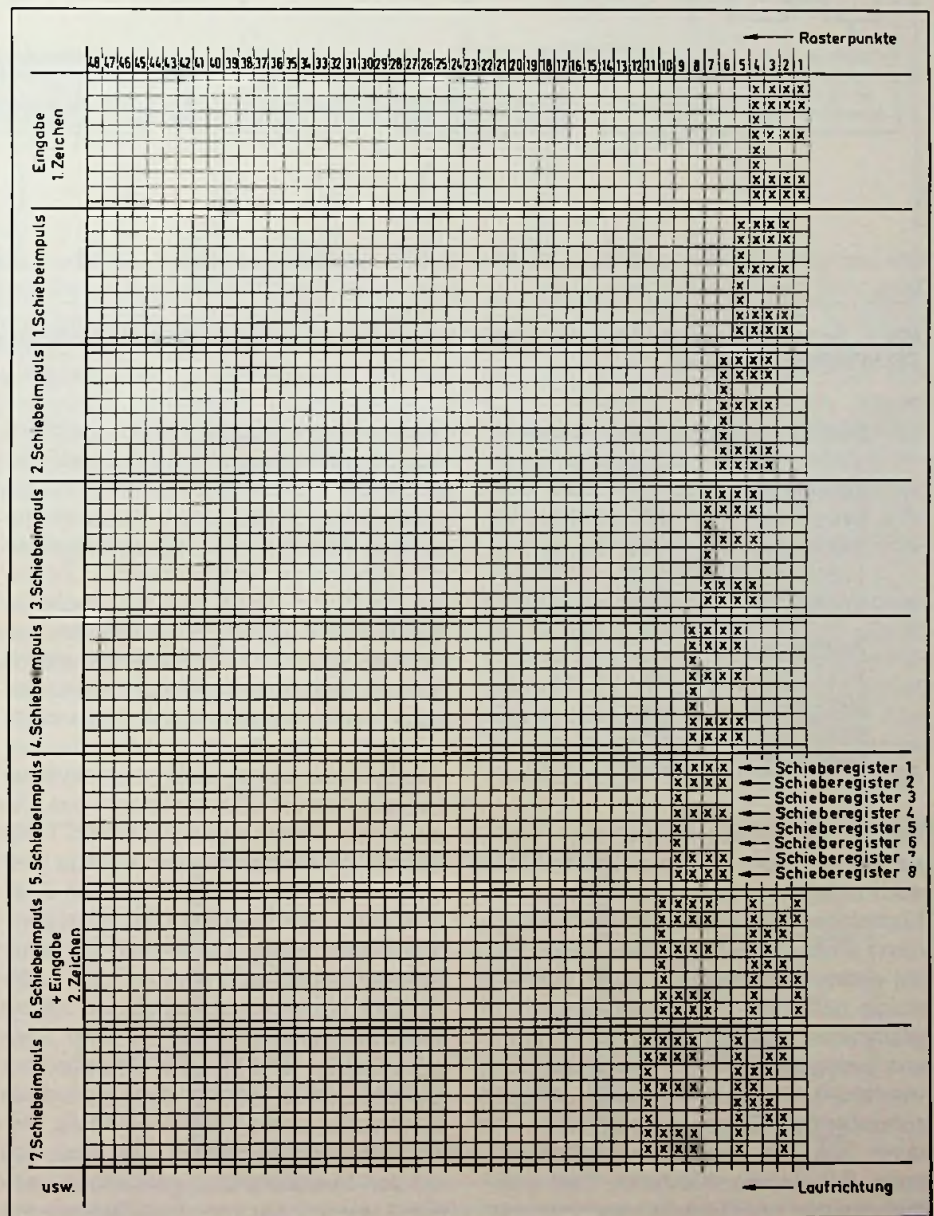 Rasterpunkte
48 47 46 45 44 43 42 41 40 39 38 37 36 35 34 33 32 31 30 29 28 27 26 25 24 23 22 21 20 19 18 17 16 15 14 13 12 11 10 9 8 7 6 5 4 3 2 1
Eingabe
1. Zeichen
x x x x
x x x x
x
x x x x
x
x
x x x x
x x x x
1. Schiebeimpuls
x x x x
x x x x
x
x x x x
x
x
x x x x
x x x x
2. Schiebeimpuls
x x x x
x x x x
x
x x x x
x
x
x x x x
x x x x
3. Schiebeimpuls
x x x x
x x x x
x
x x x x
x
x
x x x x
x x x x
4. Schiebeimpuls
x x x x
x x x x
x
x x x x
x
x
x x x x
x x x x
5. Schiebeimpuls
x x x x Schieberegister 1
x x x x Schieberegister 2
x Schieberegister 3
x x x x Schieberegister 4
x Schieberegister 5
x Schieberegister 6
x x x x Schieberegister 7
x x x x Schieberegister 8
6. Schiebeimpuls
+ Eingabe
2. Zeichen
x x x x x x
x x x x x x x
x x x x
x x x x x x
x x x x
x x x x
x x x x x x
x x x x x x
7. Schiebeimpuls
x x x x x x
x x x x x x x
x x x x
x x x x x x
x x x x
x x x x
x x x x x x
x x x x x x
usw.
Laufrichtung